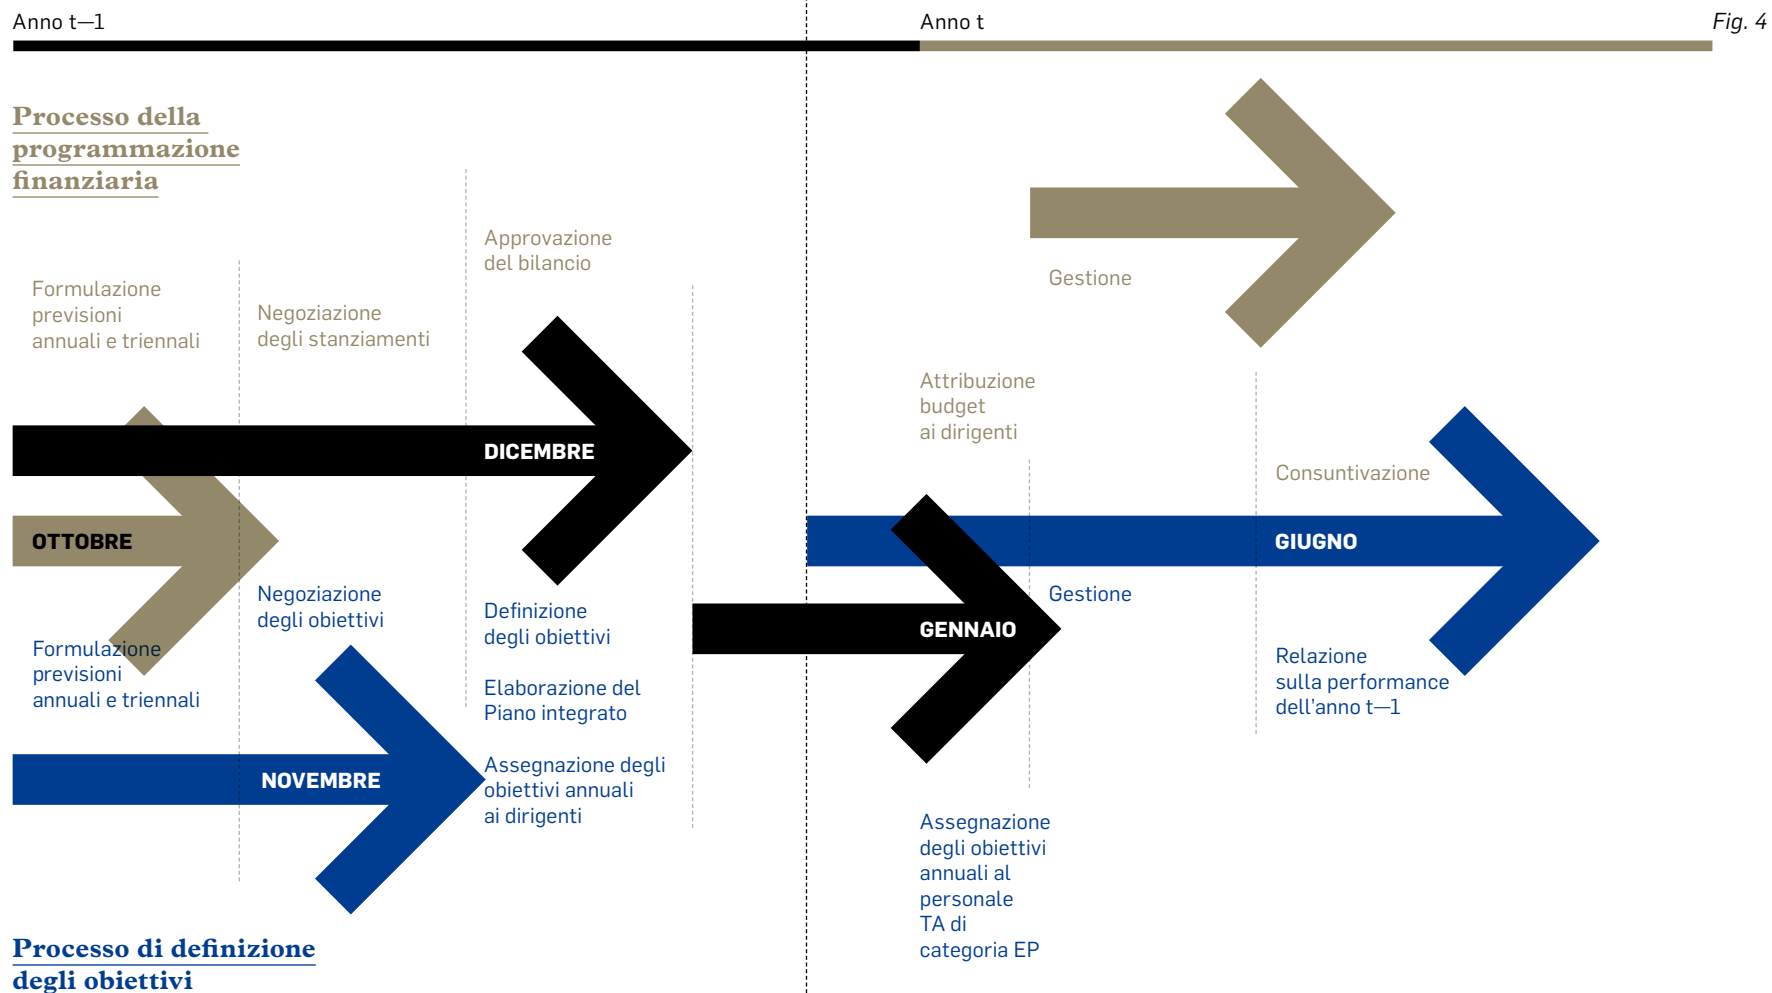 Anno t—1
Anno t
Fig. 4
Processo della
programmazione
finanziaria
Formulazione
previsioni
annuali e triennali
Negoziazione
degli stanziamenti
Approvazione
del bilancio
Gestione
Attribuzione
budget
ai dirigenti
Consuntivazione
DICEMBRE
OTTOBRE
GIUGNO
GENNAIO
NOVEMBRE
Formulazione
previsioni
annuali e triennali
Negoziazione
degli obiettivi
Definizione
degli obiettivi
Elaborazione del
Piano integrato
Assegnazione degli
obiettivi annuali
ai dirigenti
Gestione
Relazione
sulla performance
dell'anno t—1
Assegnazione
degli obiettivi
annuali al
personale
TA di
categoria EP
Processo di definizione
degli obiettivi